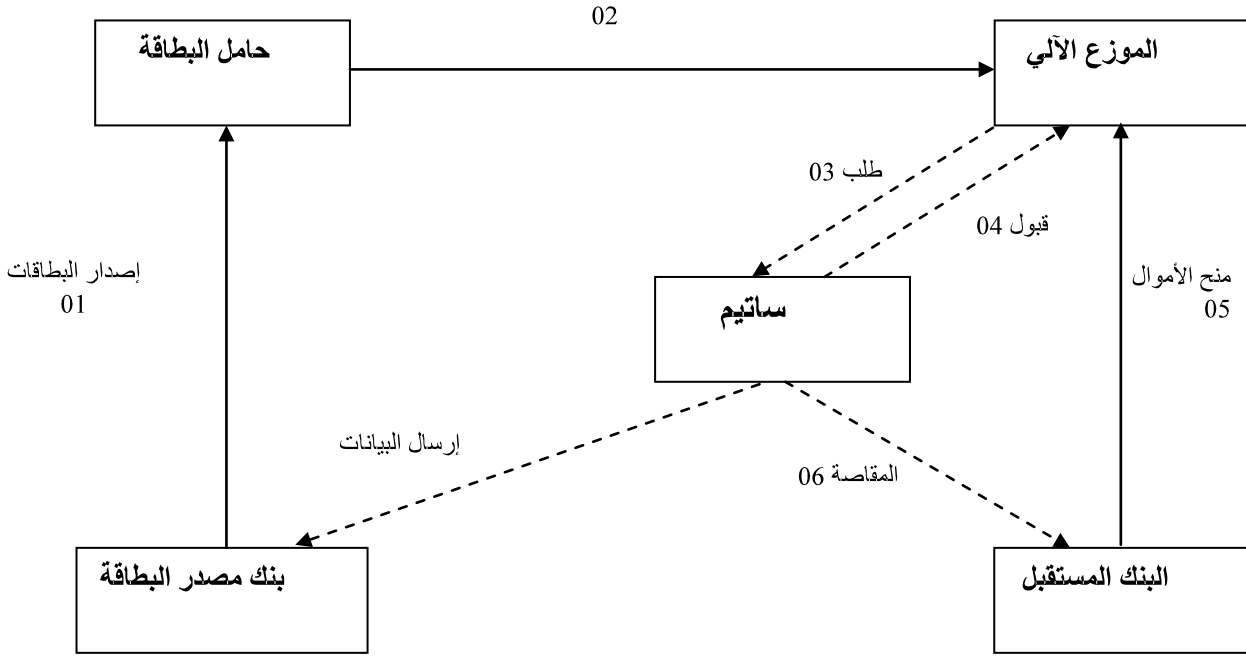 02
حامل البطاقة
الموزع الآلي
طلب 03
قبول 04
إصدار البطاقات
01
منح الأموال
05
ساتيم
إرسال البيانات
المقاصة 06
بنك مصدر البطاقة
البنك المستقبل